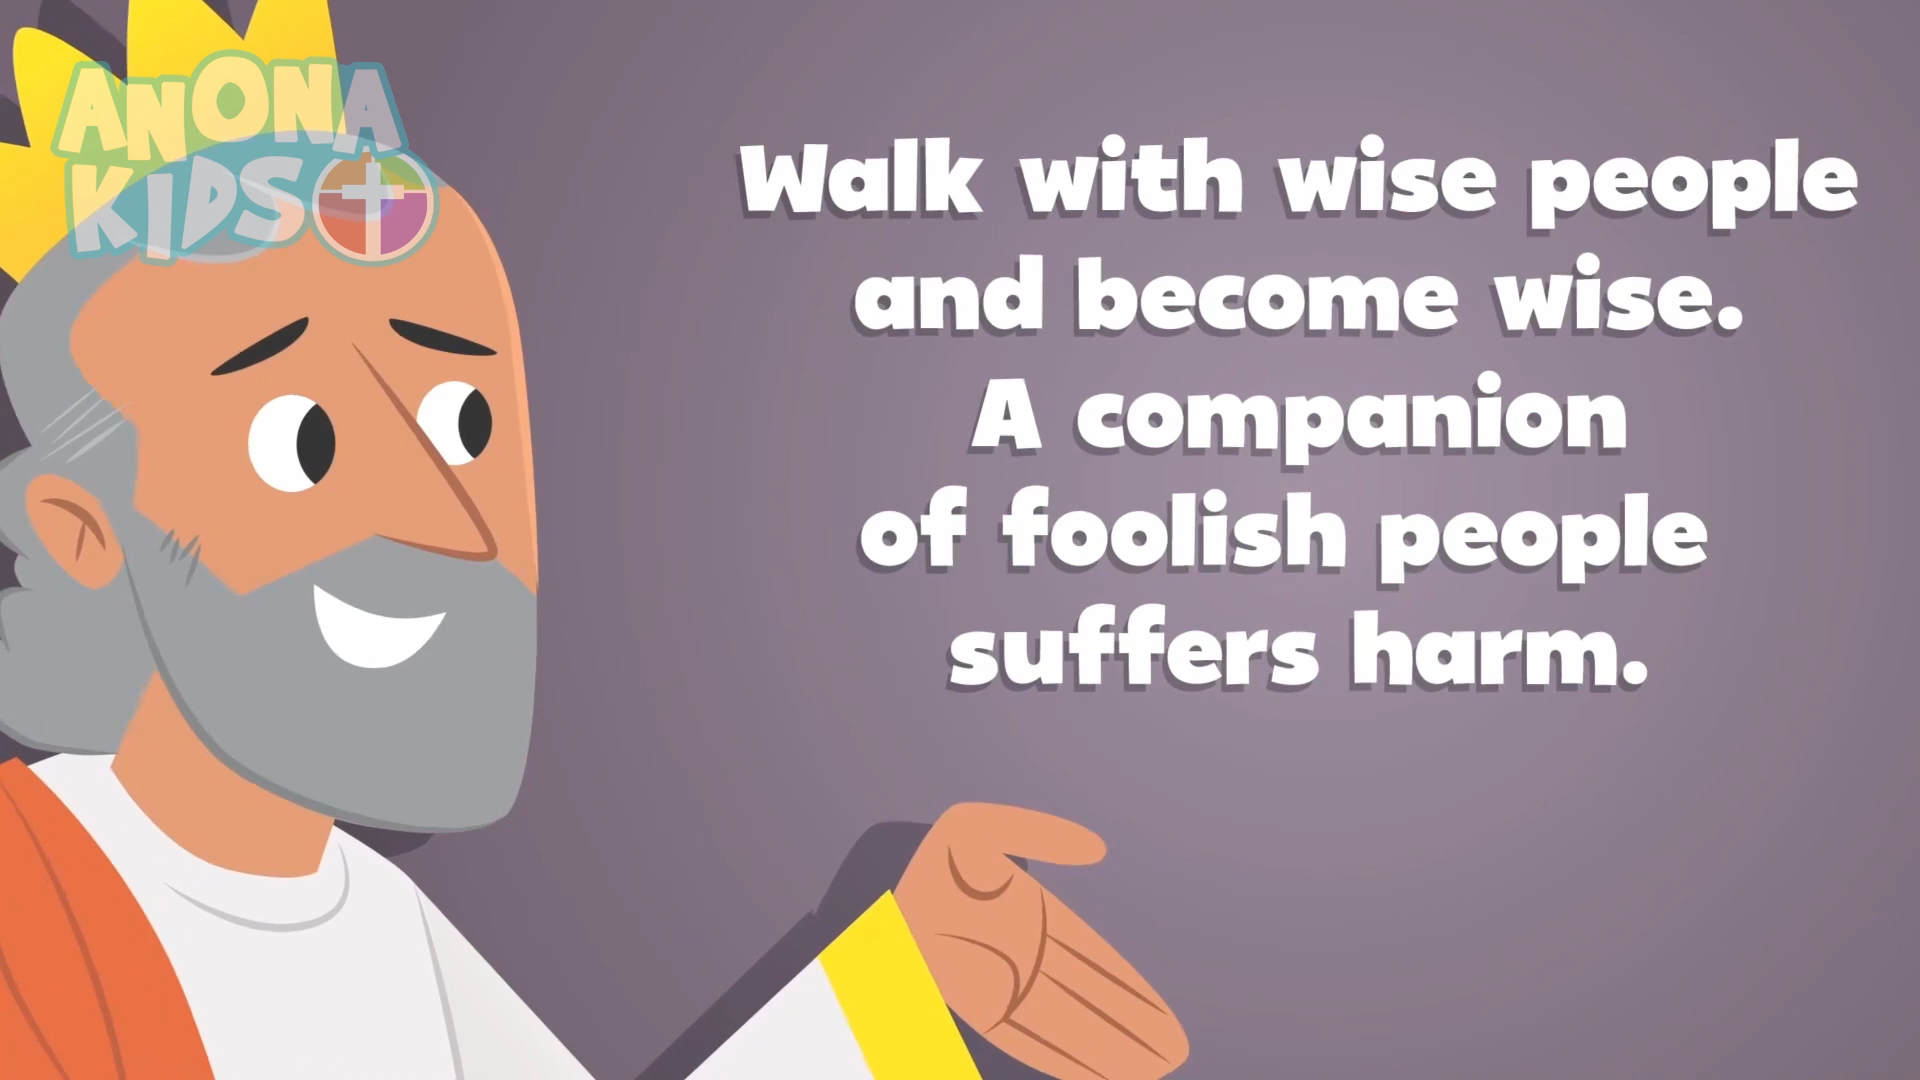 ANONA
KIDS
Walk with wise people
and become wise.
A companion
of foolish people
suffers harm.